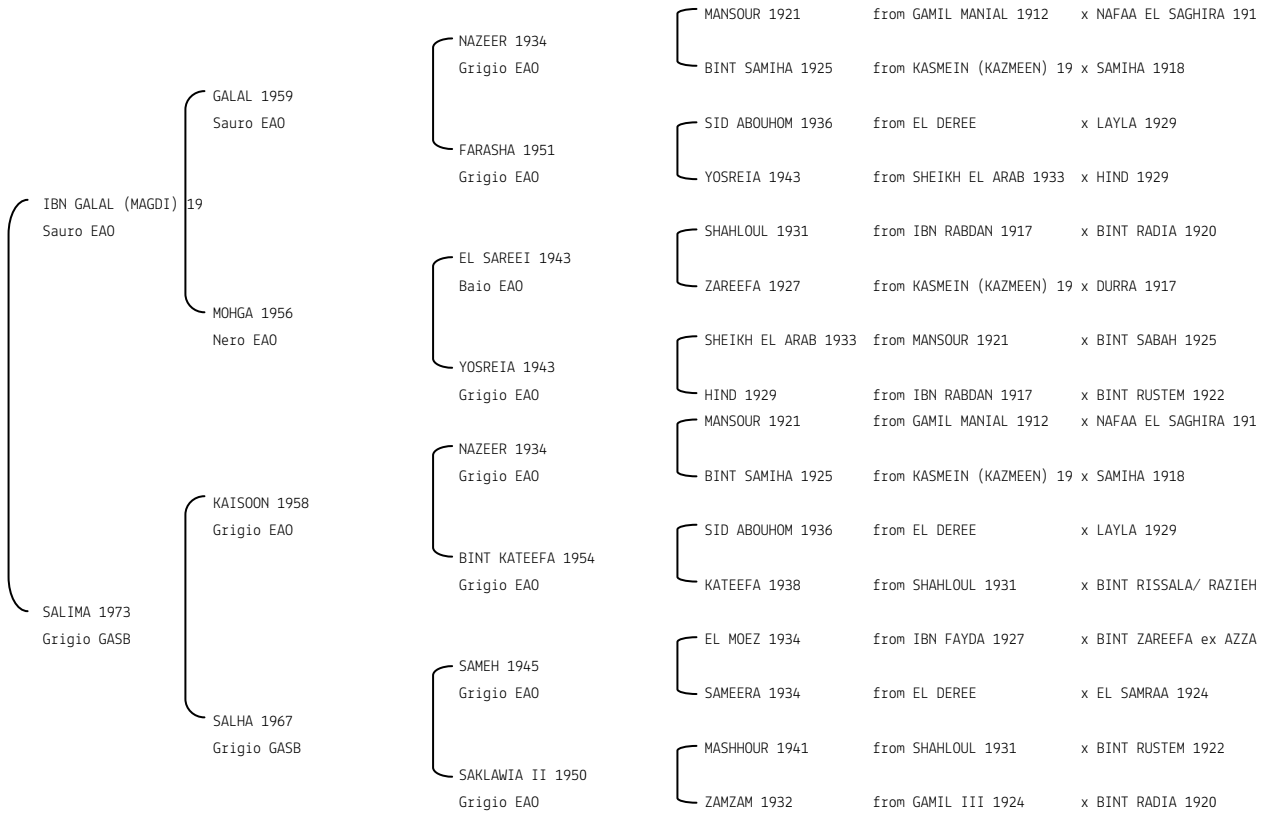 MANSOUR 1921 from GAMIL MANIAL 1912 x NAFAA EL SAGHIRA 191
NAZEER 1934
Grigio EAO
BINT SAMIHA 1925 from KASMEIN (KAZMEEN) 19 x SAMIHA 1918
GALAL 1959
Sauro EAO
SID ABOUHOM 1936 from EL DEREE x LAYLA 1929
FARASHA 1951
Grigio EAO
YOSREIA 1943 from SHEIKH EL ARAB 1933 x HIND 1929
IBN GALAL (MAGDI) 19
Sauro EAO
SHAHLOUL 1931 from IBN RABDAN 1917 x BINT RADIA 1920
EL SAREEI 1943
Baio EAO
ZAREEFA 1927 from KASMEIN (KAZMEEN) 19 x DURRA 1917
MOHGA 1956
Nero EAO
SHEIKH EL ARAB 1933 from MANSOUR 1921 x BINT SABAH 1925
YOSREIA 1943
Grigio EAO
HIND 1929 from IBN RABDAN 1917 x BINT RUSTEM 1922
MANSOUR 1921 from GAMIL MANIAL 1912 x NAFAA EL SAGHIRA 191
NAZEER 1934
Grigio EAO
BINT SAMIHA 1925 from KASMEIN (KAZMEEN) 19 x SAMIHA 1918
KAISOON 1958
Grigio EAO
SID ABOUHOM 1936 from EL DEREE x LAYLA 1929
BINT KATEEFA 1954
Grigio EAO
KATEEFA 1938 from SHAHLOUL 1931 x BINT RISSALA/ RAZIEH
SALIMA 1973
Grigio GASB
EL MOEZ 1934 from IBN FAYDA 1927 x BINT ZAREEFA ex AZZA
SAMEH 1945
Grigio EAO
SAMEERA 1934 from EL DEREE x EL SAMRAA 1924
SALHA 1967
Grigio GASB
MASHHOUR 1941 from SHAHLOUL 1931 x BINT RUSTEM 1922
SAKLAWIA II 1950
Grigio EAO
ZAMZAM 1932 from GAMIL III 1924 x BINT RADIA 1920